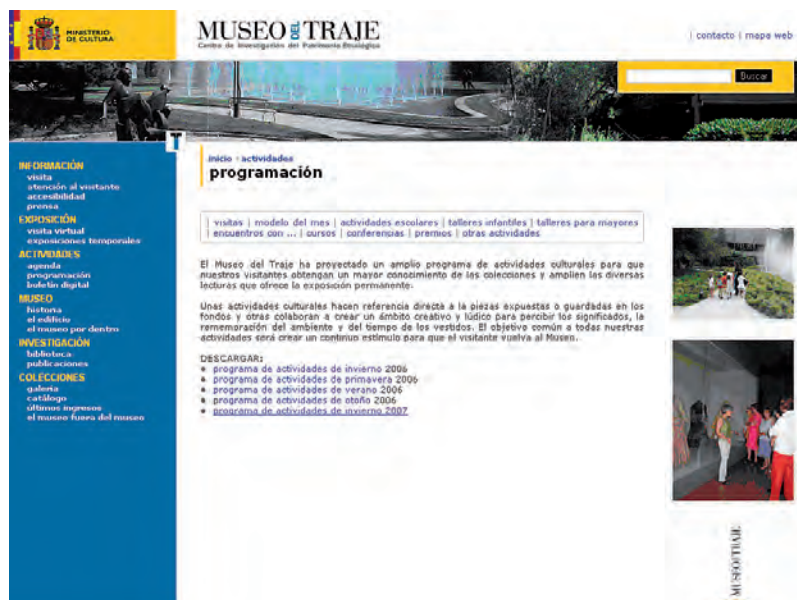 MINISTERIO
DE CULTURA
MUSEO DEL TRAJE
Centro de Investigación del Patrimonio Etnológico
| contacto | mapa web
Buscar
T
INFORMACIÓN
visita
atención al visitante
accesibilidad
prensa
EXPOSICIÓN
visita virtual
exposiciones temporales
ACTIVIDADES
agenda
programación
boletín digital
MUSEO
historia
el edificio
el museo por dentro
INVESTIGACIÓN
biblioteca
publicaciones
COLECCIONES
galería
catálogo
últimos ingresos
el museo fuera del museo
inicio · actividades
programación
| visitas | modelo del mes | actividades escolares | talleres infantiles | talleres para mayores
| encuentros con ... | cursos | conferencias | premios | otras actividades
El Museo del Traje ha proyectado un amplio programa de actividades culturales para que
nuestros visitantes obtengan un mayor conocimiento de las colecciones y amplíen las diversas
lecturas que ofrece la exposición permanente.
Unas actividades culturales hacen referencia directa a la piezas expuestas o guardadas en los
fondos y otras colaboran a crear un ámbito creativo y lúdico para percibir los significados, la
rememoración del ambiente y del tiempo de los vestidos. El objetivo común a todas nuestras
actividades será crear un continuo estímulo para que el visitante vuelva al Museo.
DESCARGAR:
• programa de actividades de invierno 2006
• programa de actividades de primavera 2006
• programa de actividades de verano 2006
• programa de actividades de otoño 2006
• programa de actividades de invierno 2007
MUSEO DEL TRAJE